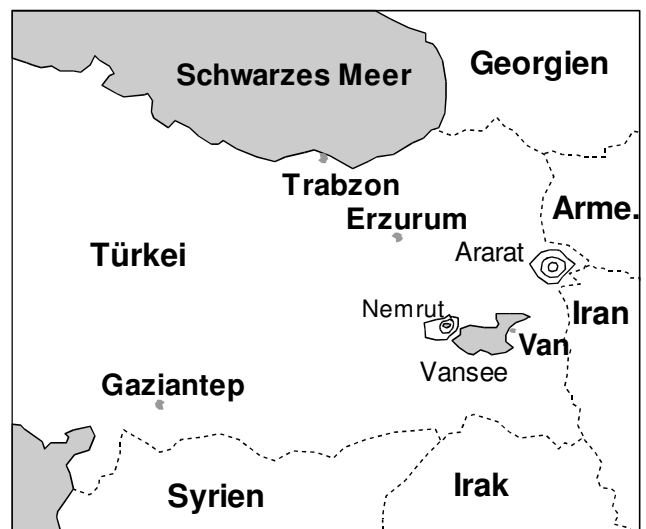 Georgien
Schwarzes Meer
Trabzon
Arme.
Erzurum
Türkei
Ararat
Nemrut
Iran
Van
Vansee
Gaziantep
Irak
Syrien